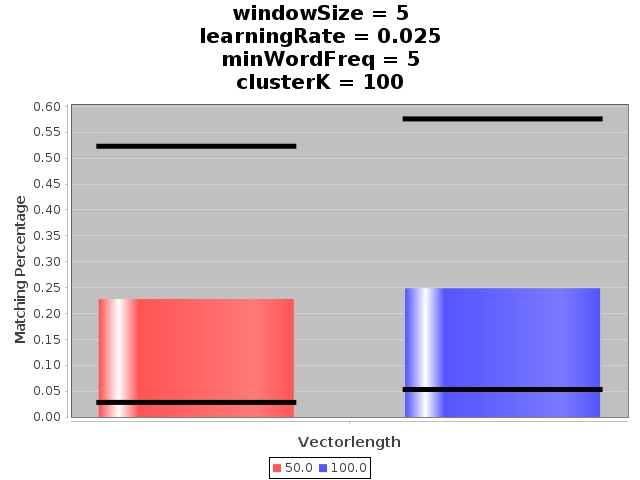 windowSize = 5
learningRate = 0.025
minWordFreq = 5
clusterK = 100
0.60
0.55
0.50
0.45
0.40
0.35
0.30
0.25
0.20
0.15
0.10
0.05
0.00
Matching Percentage
Vectorlength
50.0 100.0